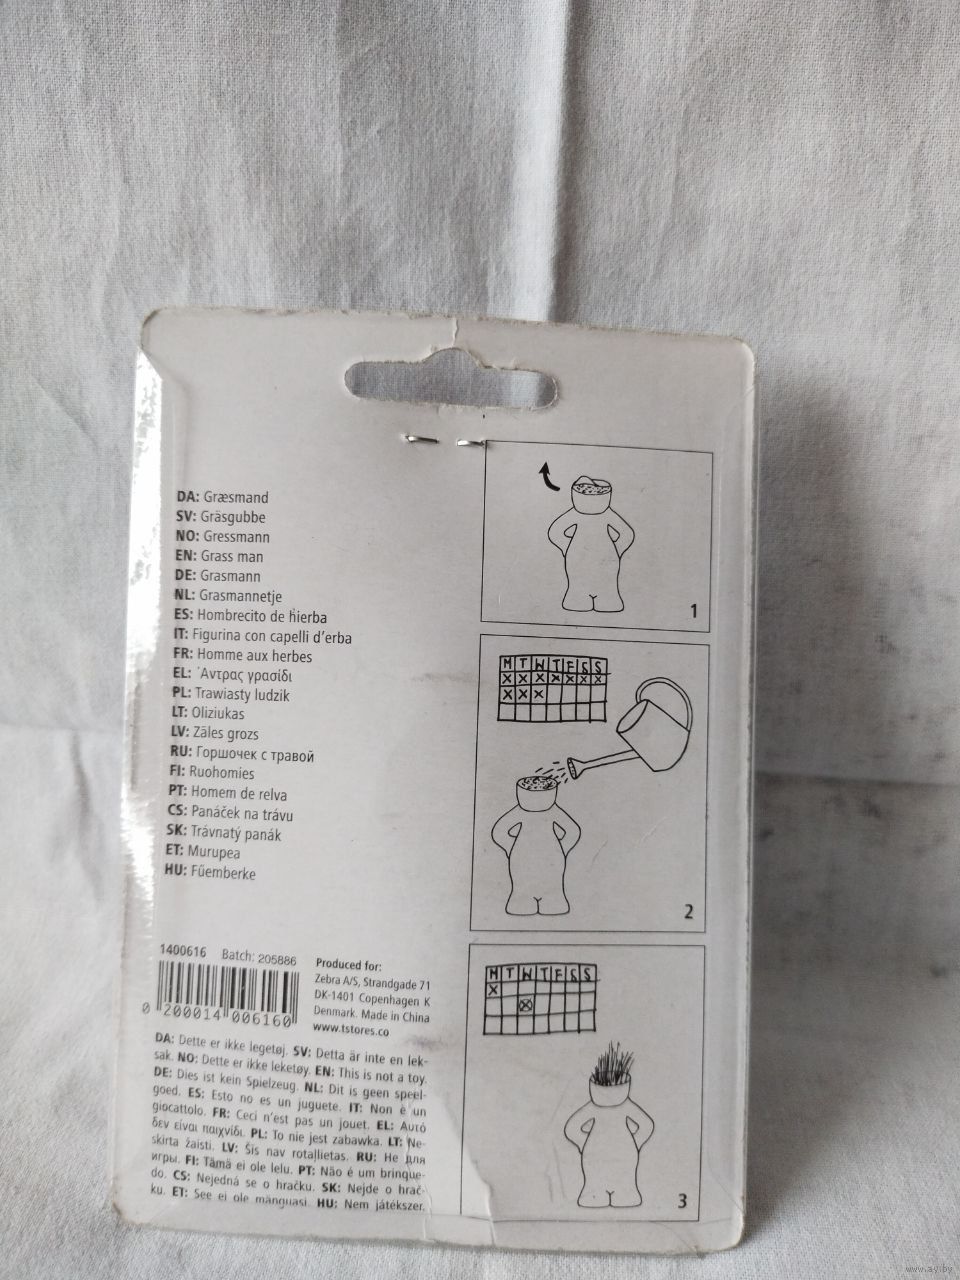 DA: Græsmand
SV: Gräsgubbe
NO: Gressmann
EN: Grass man
DE: Grasmann
NL: Grasmannetje
ES: Hombrecito de hierba
IT: Figurina con capelli d'erba
FR: Homme aux herbes
EL: ΄Αντρας γρασίδι
PL: Trawiasty ludzik
LT: Oliziukas
LV: Zāles grozs
RU: Горшочек с травой
FI: Ruohomies
PT: Homem de relva
CS: Panáček na trávu
SK: Trávnatý panák
ET: Murupea
HU: Fűemberke
1400616 Batch: 205886
0 200014 006160
Produced for:
Zebra A/S, Strandgade 71
DK-1401 Copenhagen K
Denmark. Made in China
www.tstores.co
DA: Dette er ikke legetøj. SV: Detta är inte en lek-
sak. NO: Dette er ikke leketøy. EN: This is not a toy.
DE: Dies ist kein Spielzeug. NL: Dit is geen speel-
goed. ES: Esto no es un juguete. IT: Non è un
giocattolo. FR: Ceci n'est pas un jouet. EL: Αυτό
δεν είναι παιχνίδι. PL: To nie jest zabawka. LT: Ne-
skirta žaisti. LV: Šis nav rotaļlietas. RU: Не для
игры. FI: Tämä ei ole lelu. PT: Não é um brinque-
do. CS: Nejedná se o hračku. SK: Nejde o hrač-
ku. ET: See ei ole mänguasi. HU: Nem játékszer.
1
M T W T F S S
X X X X X X X
X X X
2
M T W T F S S
X
X
3
www.ay.by